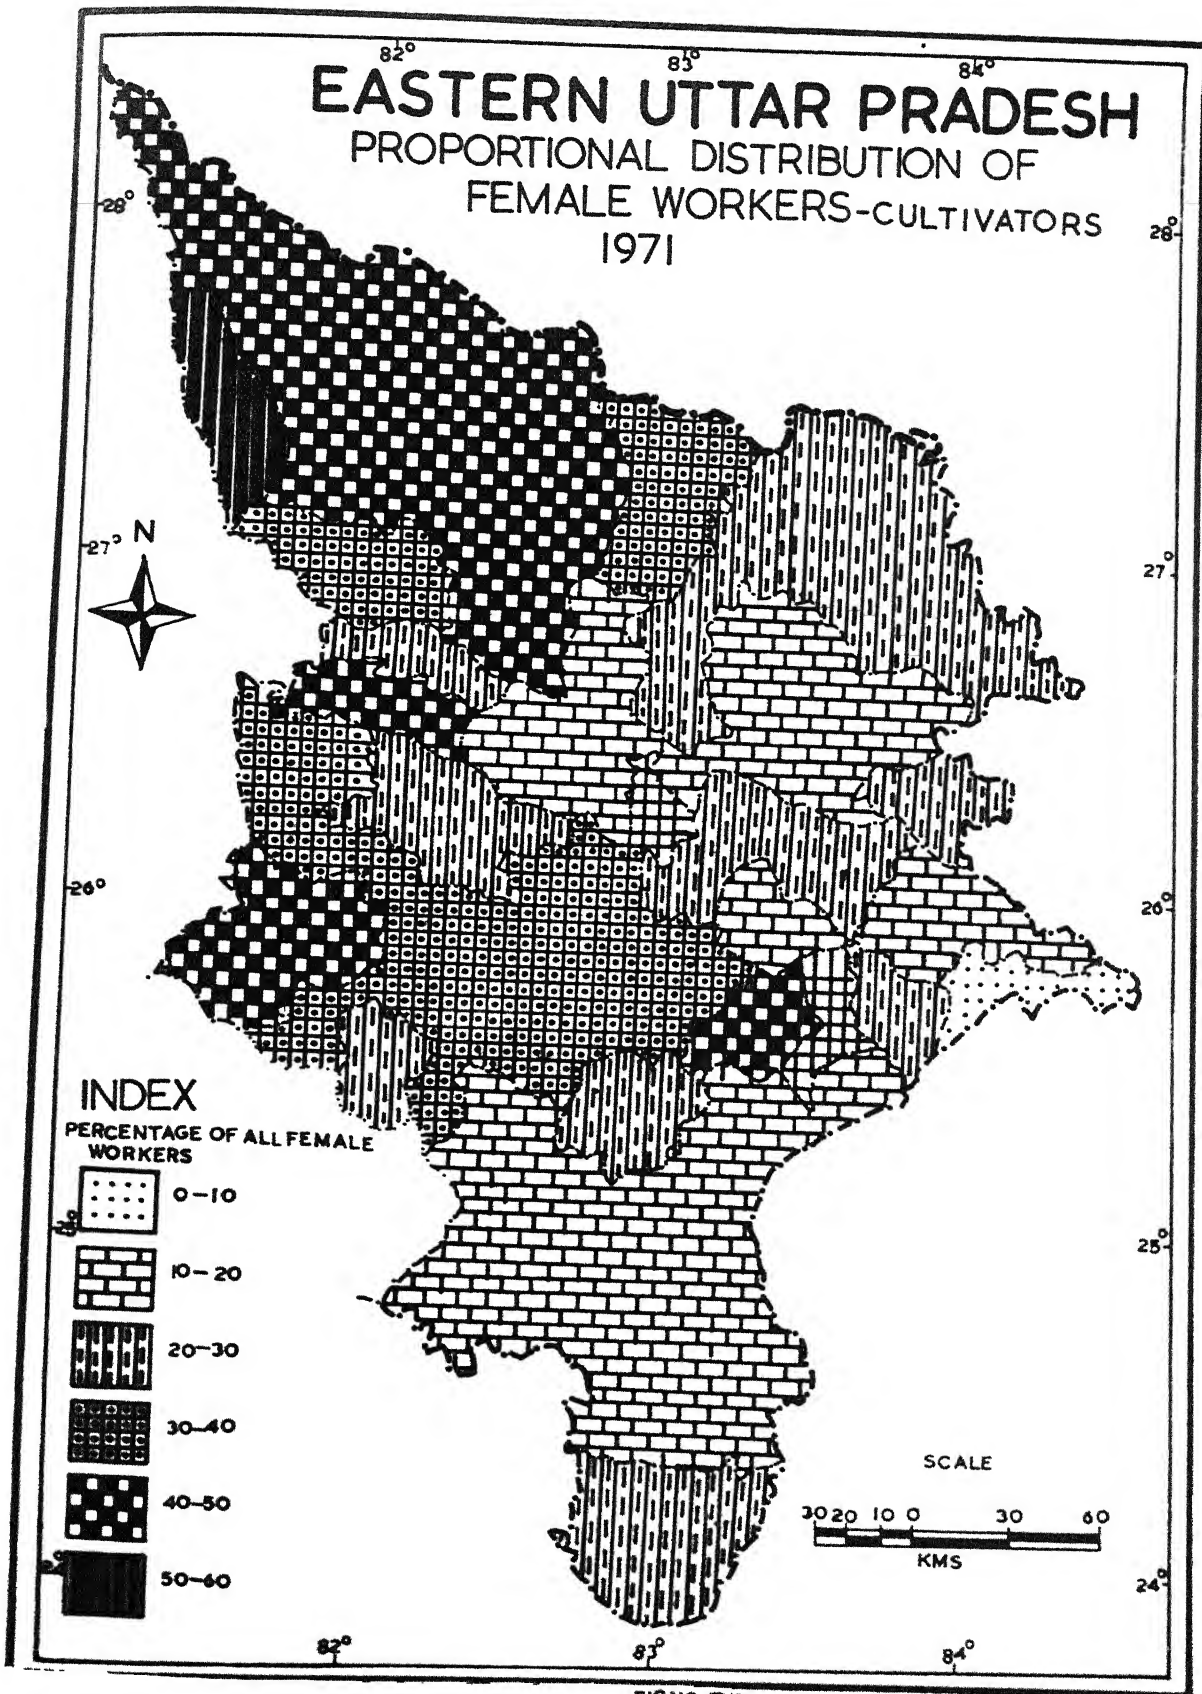 82°
83°
84°
EASTERN UTTAR PRADESH
PROPORTIONAL DISTRIBUTION OF
FEMALE WORKERS-CULTIVATORS
1971
28°
28°
N
27°
27°
26°
26°
INDEX
PERCENTAGE OF ALL FEMALE
WORKERS
0-10
10-20
20-30
30-40
40-50
50-60
25°
SCALE
30 20 10 0 30 60
KMS
24°
82°
83°
84°